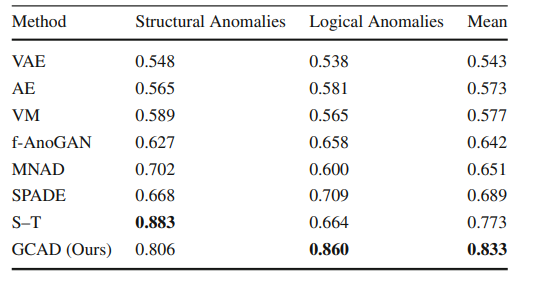 Method Structural Anomalies Logical Anomalies Mean
VAE 0.548 0.538 0.543
AE 0.565 0.581 0.573
VM 0.589 0.565 0.577
f-AnoGAN 0.627 0.658 0.642
MNAD 0.702 0.600 0.651
SPADE 0.668 0.709 0.689
S–T 0.883 0.664 0.773
GCAD (Ours) 0.806 0.860 0.833